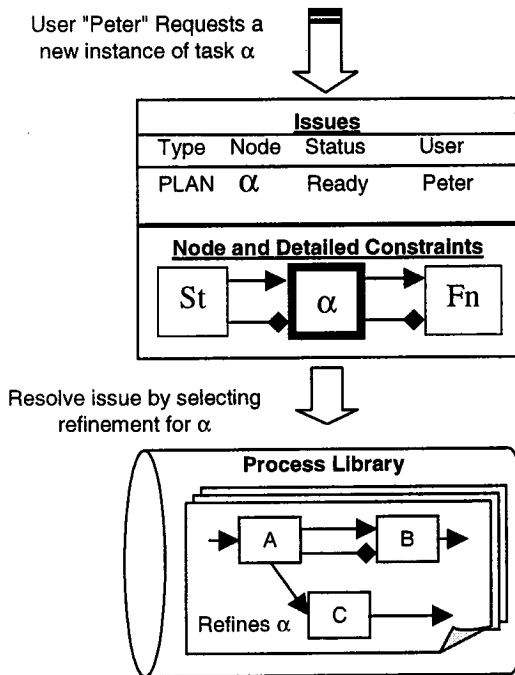 User "Peter" Requests a
new instance of task α
Issues
Type Node Status User
PLAN α Ready Peter
Node and Detailed Constraints
St α Fn
Resolve issue by selecting
refinement for α
Process Library
A B
C
Refines α